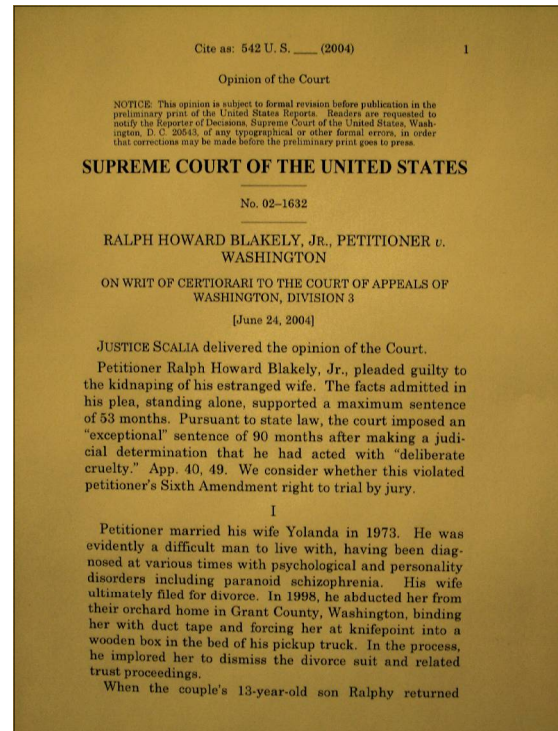 Cite as: 542 U. S. ____ (2004) 1
Opinion of the Court
NOTICE: This opinion is subject to formal revision before publication in the
preliminary print of the United States Reports. Readers are requested to
notify the Reporter of Decisions, Supreme Court of the United States, Wash-
ington, D. C. 20543, of any typographical or other formal errors, in order
that corrections may be made before the preliminary print goes to press.
SUPREME COURT OF THE UNITED STATES
No. 02–1632
RALPH HOWARD BLAKELY, JR., PETITIONER v.
WASHINGTON
ON WRIT OF CERTIORARI TO THE COURT OF APPEALS OF
WASHINGTON, DIVISION 3
[June 24, 2004]
JUSTICE SCALIA delivered the opinion of the Court.
Petitioner Ralph Howard Blakely, Jr., pleaded guilty to
the kidnaping of his estranged wife. The facts admitted in
his plea, standing alone, supported a maximum sentence
of 53 months. Pursuant to state law, the court imposed an
“exceptional” sentence of 90 months after making a judi-
cial determination that he had acted with “deliberate
cruelty.” App. 40, 49. We consider whether this violated
petitioner's Sixth Amendment right to trial by jury.
I
Petitioner married his wife Yolanda in 1973. He was
evidently a difficult man to live with, having been diag-
nosed at various times with psychological and personality
disorders including paranoid schizophrenia. His wife
ultimately filed for divorce. In 1998, he abducted her from
their orchard home in Grant County, Washington, binding
her with duct tape and forcing her at knifepoint into a
wooden box in the bed of his pickup truck. In the process,
he implored her to dismiss the divorce suit and related
trust proceedings.
When the couple's 13-year-old son Ralphy returned